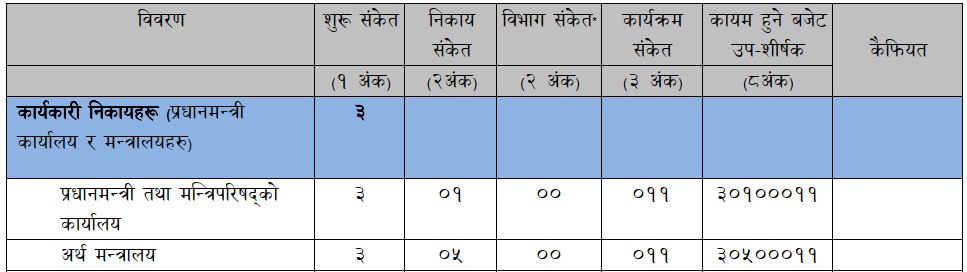 विवरण शुरू संकेत निकाय संकेत विभाग संकेत* कार्यक्रम संकेत कायम हुने बजेट उप-शीर्षक कैफियत
(१ अंक) (२अंक) (२ अंक) (३ अंक) (८अंक)
कार्यकारी निकायहरू (प्रधानमन्त्री ३
कार्यालय र मन्त्रालयहरु)
प्रधानमन्त्री तथा मन्त्रिपरिषद्को ३ ०१ ०० ०११ ३०१०००११
कार्यालय
अर्थ मन्त्रालय ३ ०५ ०० ०११ ३०५०००११